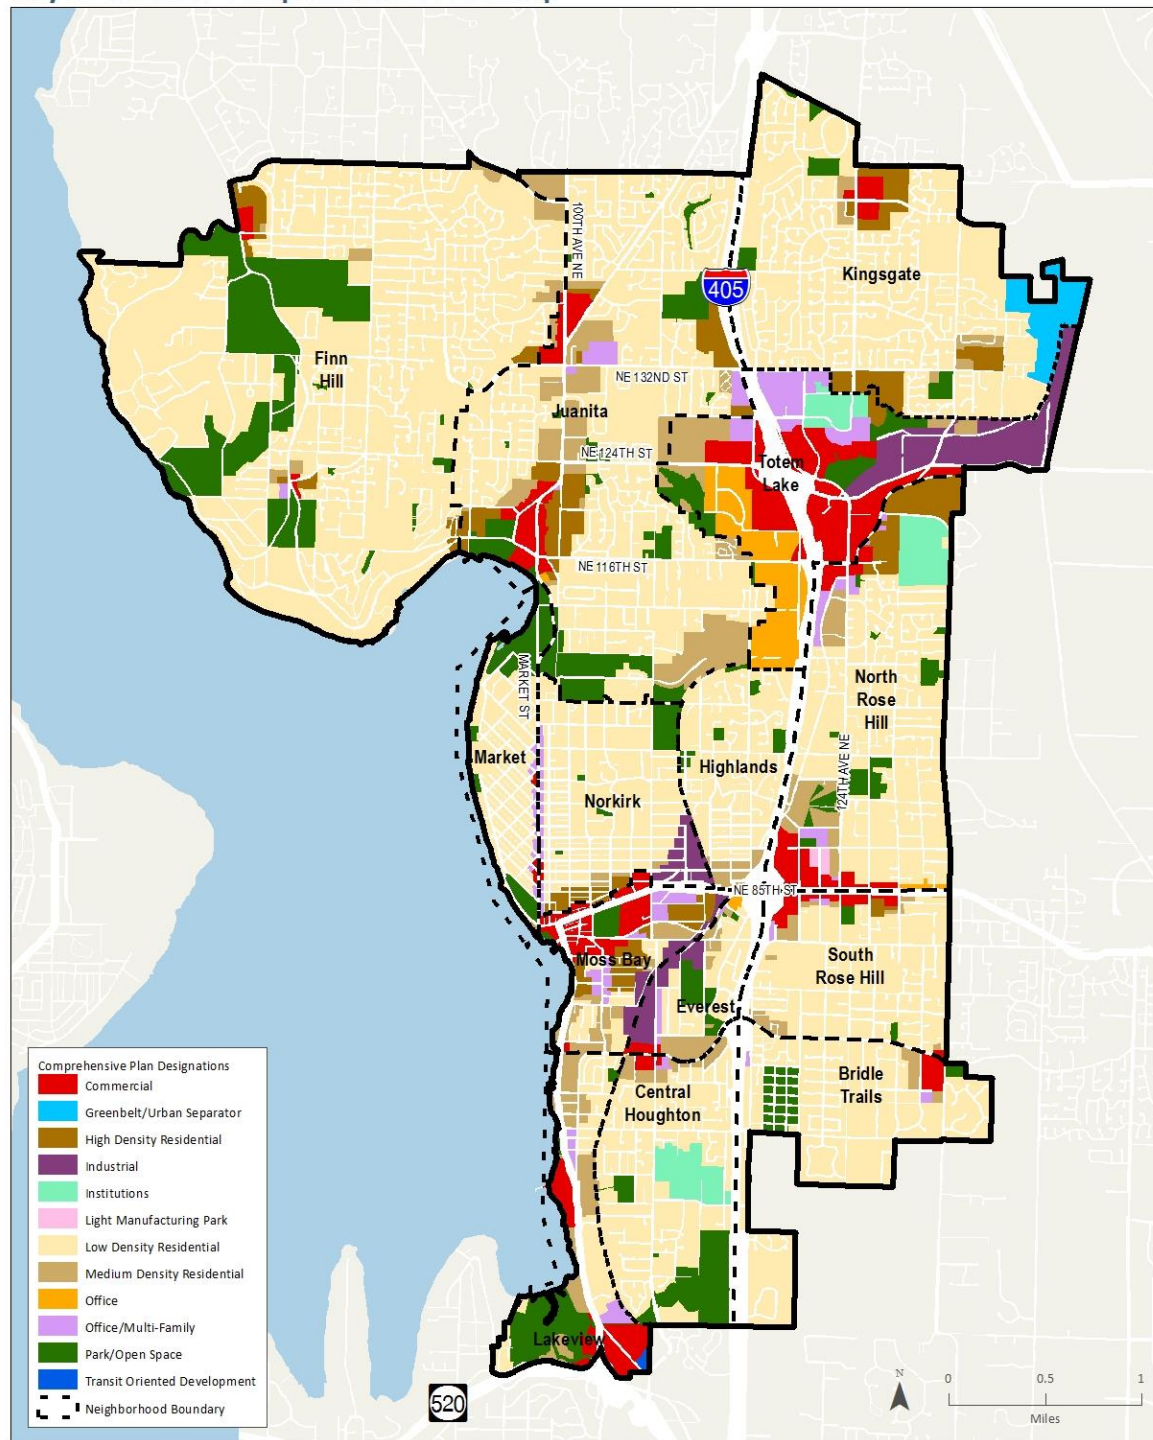 100TH AVE NE
405
Kingsgate
Finn
Hill
NE 132ND ST
Juanita
NE 124TH ST
Totem
Lake
NE 116TH ST
MARKET ST
North
Rose
Hill
Market
Highlands
124TH AVE NE
Norkirk
NE 85TH ST
Moss Bay
South
Rose Hill
Everest
Central
Houghton
Bridle
Trails
Lakeview
520
Comprehensive Plan Designations
Commercial
Greenbelt/Urban Separator
High Density Residential
Industrial
Institutions
Light Manufacturing Park
Low Density Residential
Medium Density Residential
Office
Office/Multi-Family
Park/Open Space
Transit Oriented Development
Neighborhood Boundary
N
0 0.5 1
Miles